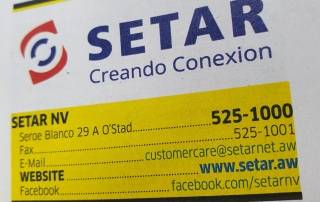 SETAR
Creando Conexion
SETAR NV
Seroe Blanco 29 A O'Stad 525-1000
Fax 525-1001
E-Mail customercare@setarnet.aw
WEBSITE www.setar.aw
Facebook facebook.com/setarnv